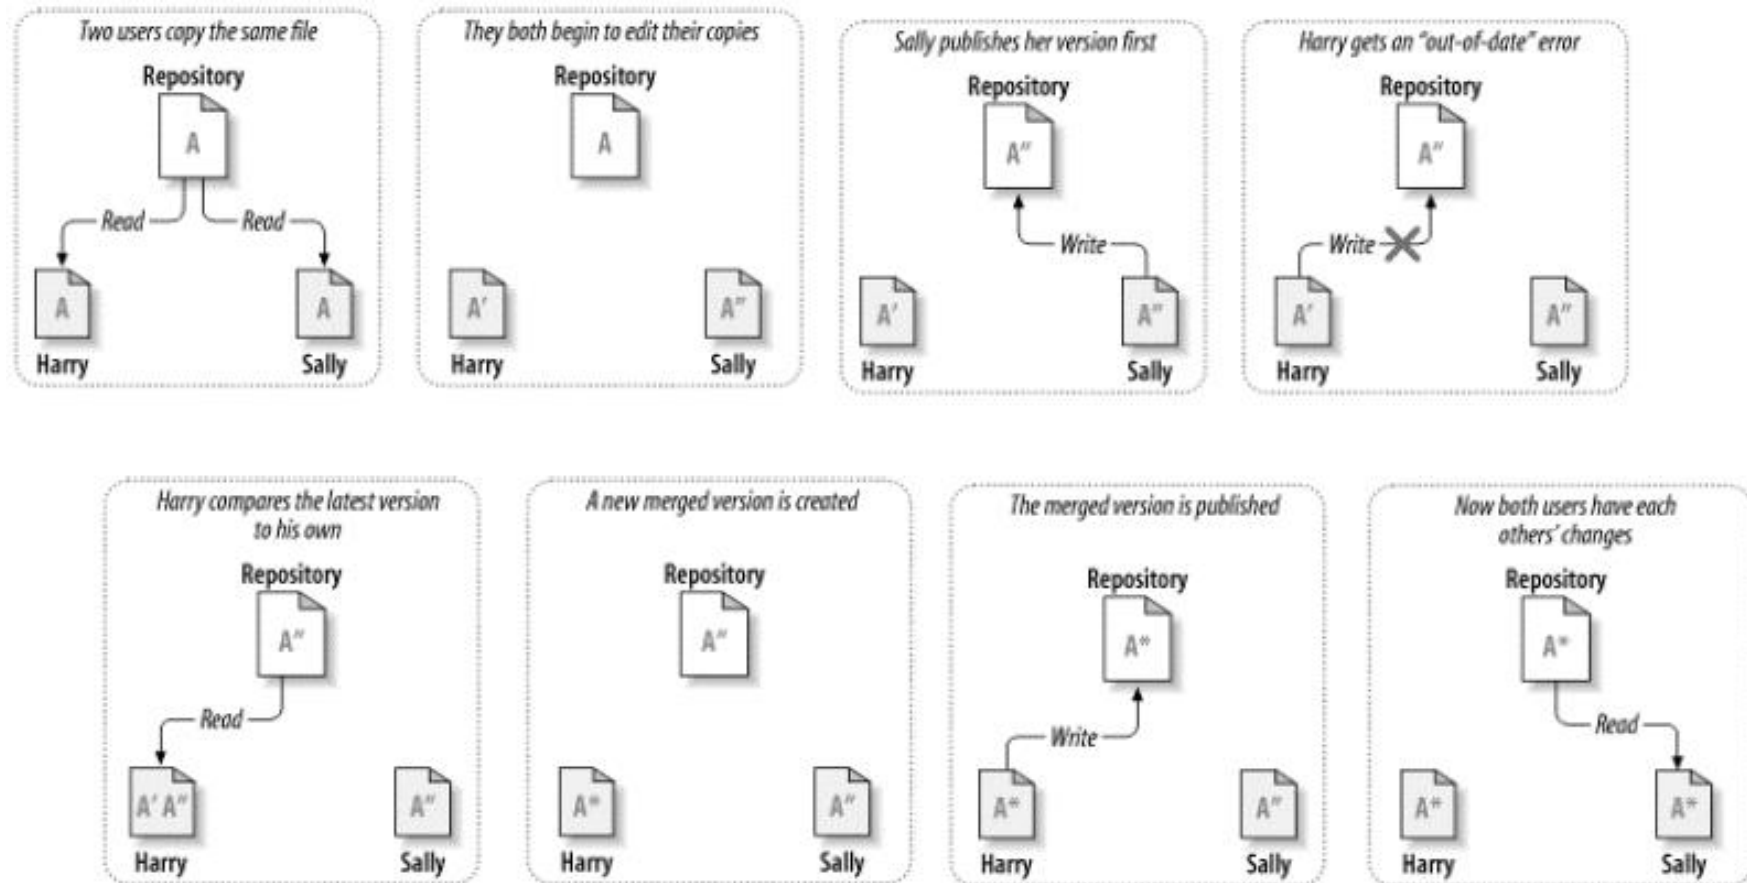 Two users copy the same file
Repository
A
Read
Read
A
A
Harry
Sally
They both begin to edit their copies
Repository
A
A'
A"
Harry
Sally
Sally publishes her version first
Repository
A"
Write
A'
A"
Harry
Sally
Harry gets an "out-of-date" error
Repository
A"
Write
A'
A"
Harry
Sally
Harry compares the latest version
to his own
Repository
A"
Read
A' A"
A"
Harry
Sally
A new merged version is created
Repository
A"
A*
A"
Harry
Sally
The merged version is published
Repository
A*
Write
A*
A"
Harry
Sally
Now both users have each
others' changes
Repository
A*
Read
A*
A*
Harry
Sally